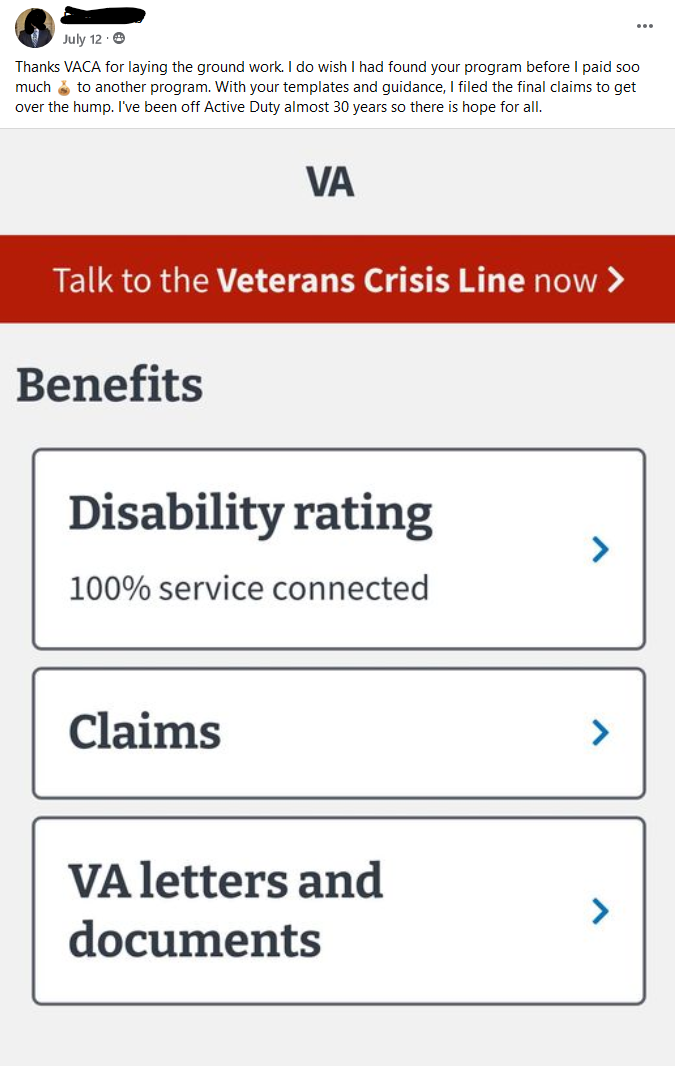 July 12 ·
Thanks VACA for laying the ground work. I do wish I had found your program before I paid soo
much 💰 to another program. With your templates and guidance, I filed the final claims to get
over the hump. I've been off Active Duty almost 30 years so there is hope for all.
VA
Talk to the Veterans Crisis Line now
Benefits
Disability rating
100% service connected
Claims
VA letters and
documents